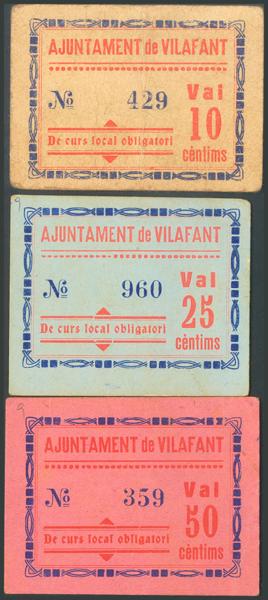 AJUNTAMENT de VILAFANT
Nº 429
Val
10
cèntims
De curs local obligatori
AJUNTAMENT de VILAFANT
Nº 960
Val
25
cèntims
De curs local obligatori
AJUNTAMENT de VILAFANT
Nº 359
Val
50
cèntims
De curs local obligatori